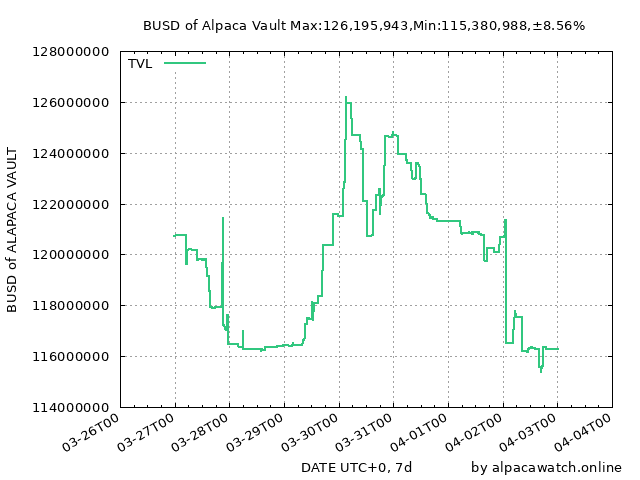 BUSD of Alpaca Vault Max:126,195,943,Min:115,380,988,±8.56%
128000000
TVL
126000000
124000000
122000000
120000000
118000000
116000000
114000000
BUSD of ALAPACA VAULT
03-26T00
03-27T00
03-28T00
03-29T00
03-30T00
03-31T00
04-01T00
04-02T00
04-03T00
04-04T00
DATE UTC+0, 7d
by alpacawatch.online